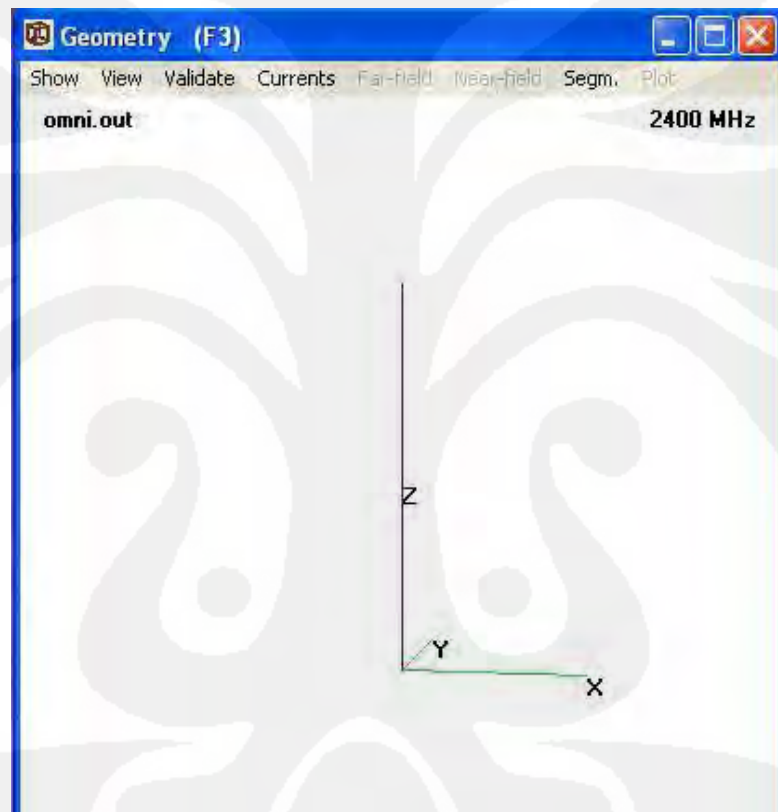 Geometry (F3)
Show View Validate Currents Far-field Near-field Segm. Plot
omni.out 2400 MHz
Z
Y
X